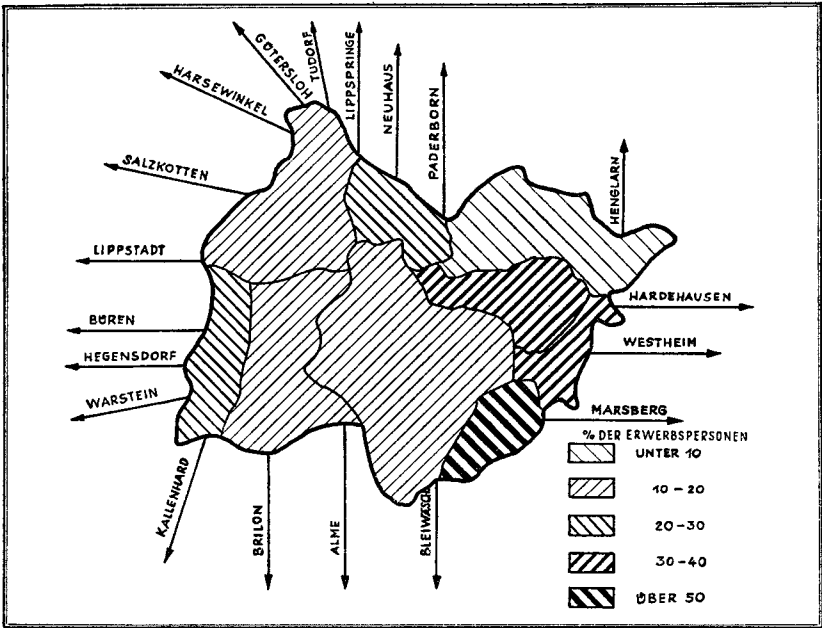 GÜTERSLOH
TUDORF
LIPPSPRINGE
NEUHAUS
PADERBORN
HENGLARN
HARSEWINKEL
SALZKOTTEN
LIPPSTADT
BÜREN
HEGENSDORF
WARSTEIN
KALLENHARD
BRILON
ALME
BLEIWÄSCH
HARDEHAUSEN
WESTHEIM
MARSBERG
% DER ERWERBSPERSONEN
UNTER 10
10-20
20-30
30-40
ÜBER 50